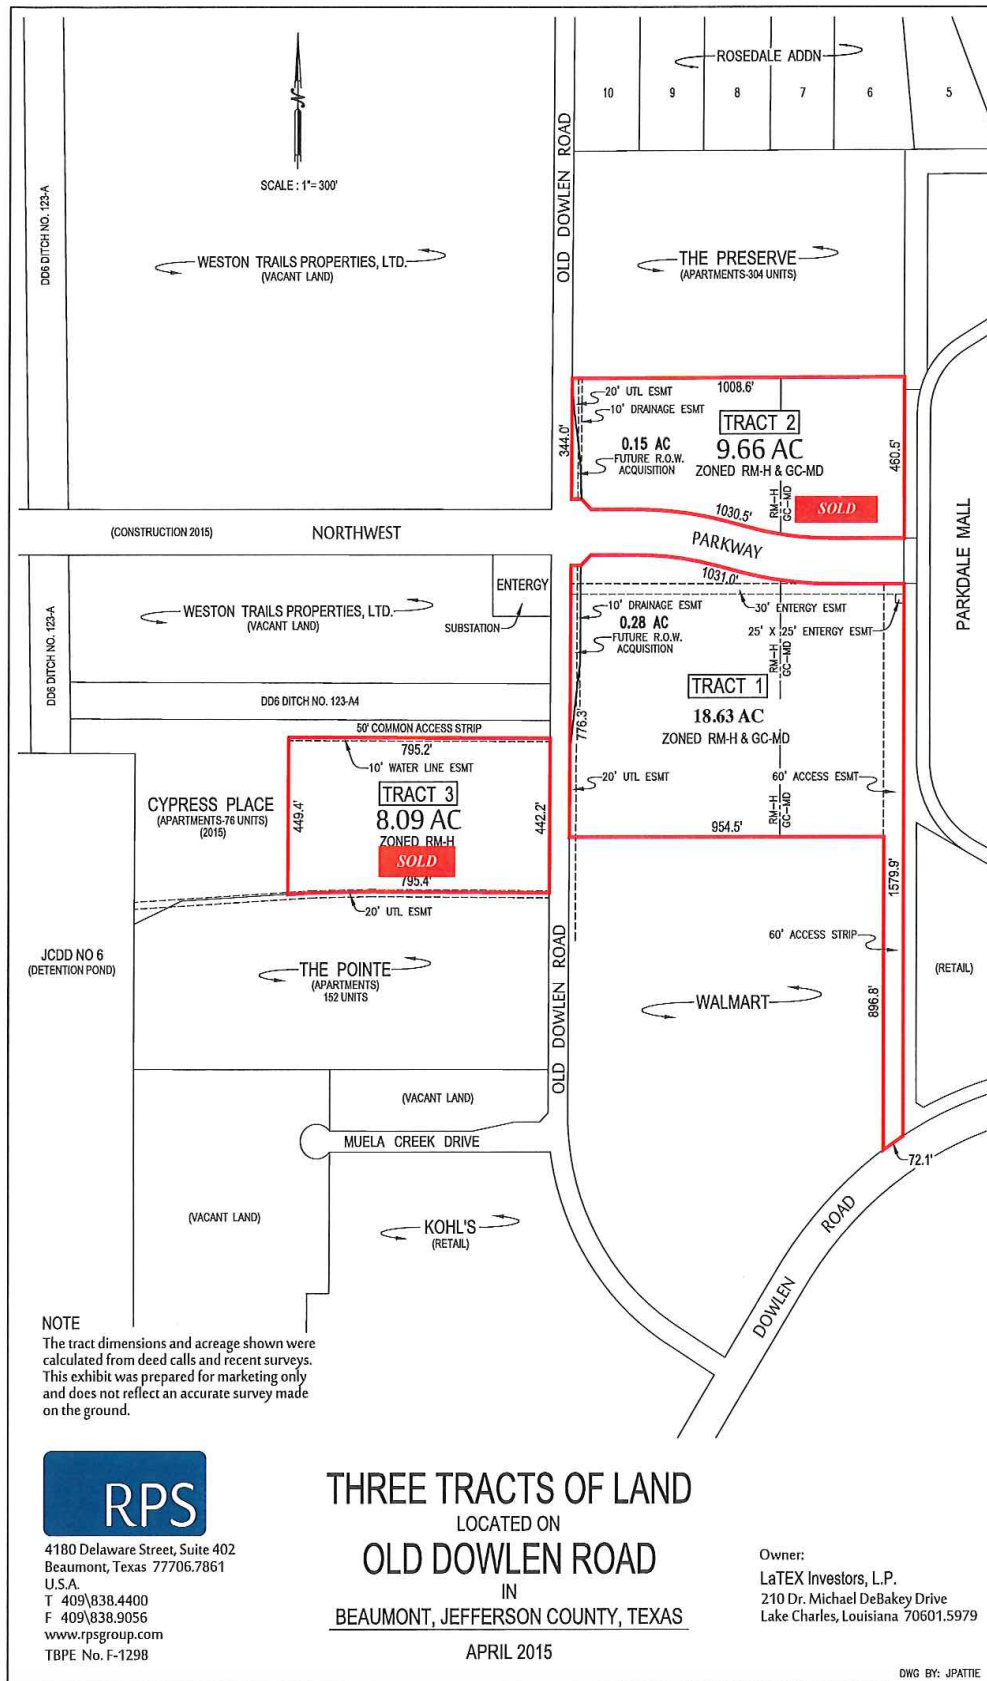 ROSEDALE ADDN
10
9
8
7
6
5
N
SCALE : 1"= 300'
OLD DOWLEN ROAD
DD6 DITCH NO. 123-A
WESTON TRAILS PROPERTIES, LTD.
(VACANT LAND)
THE PRESERVE
(APARTMENTS-304 UNITS)
1008.6'
20' UTL ESMT
10' DRAINAGE ESMT
TRACT 2
9.66 AC
ZONED RM-H & GC-MD
0.15 AC
FUTURE R.O.W.
ACQUISITION
344.0'
460.5'
RM-H
GC-MD
SOLD
1030.5'
(CONSTRUCTION 2015)
NORTHWEST
PARKWAY
PARKDALE MALL
1031.0'
ENTERGY
SUBSTATION
WESTON TRAILS PROPERTIES, LTD.
(VACANT LAND)
DD6 DITCH NO. 123-A
10' DRAINAGE ESMT
0.28 AC
FUTURE R.O.W.
ACQUISITION
30' ENTERGY ESMT
25' X 25' ENTERGY ESMT
RM-H
GC-MD
TRACT 1
18.63 AC
ZONED RM-H & GC-MD
DD6 DITCH NO. 123-A4
776.3'
50' COMMON ACCESS STRIP
795.2'
10' WATER LINE ESMT
20' UTL ESMT
60' ACCESS ESMT
RM-H
GC-MD
954.5'
CYPRESS PLACE
(APARTMENTS-76 UNITS)
(2015)
449.4'
TRACT 3
8.09 AC
ZONED RM-H
SOLD
442.2'
795.4'
20' UTL ESMT
1579.9'
60' ACCESS STRIP
JCDD NO 6
(DETENTION POND)
THE POINTE
(APARTMENTS)
152 UNITS
OLD DOWLEN ROAD
WALMART
896.8'
(RETAIL)
(VACANT LAND)
MUELA CREEK DRIVE
72.1'
(VACANT LAND)
KOHL'S
(RETAIL)
DOWLEN ROAD
NOTE
The tract dimensions and acreage shown were
calculated from deed calls and recent surveys.
This exhibit was prepared for marketing only
and does not reflect an accurate survey made
on the ground.
RPS
4180 Delaware Street, Suite 402
Beaumont, Texas 77706.7861
U.S.A.
T 409\838.4400
F 409\838.9056
www.rpsgroup.com
TBPE No. F-1298
THREE TRACTS OF LAND
LOCATED ON
OLD DOWLEN ROAD
IN
BEAUMONT, JEFFERSON COUNTY, TEXAS
APRIL 2015
Owner:
LaTEX Investors, L.P.
210 Dr. Michael DeBakey Drive
Lake Charles, Louisiana 70601.5979
DWG BY: JPATTIE